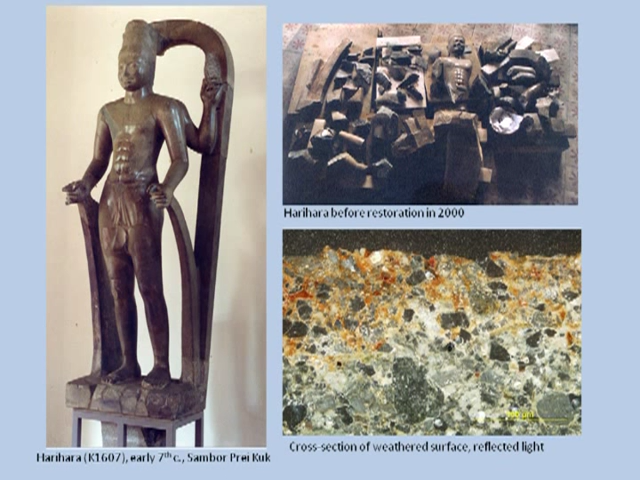 Harihara before restoration in 2000
Cross-section of weathered surface, reflected light
Harihara (K1607), early 7th c., Sambor Prei Kuk